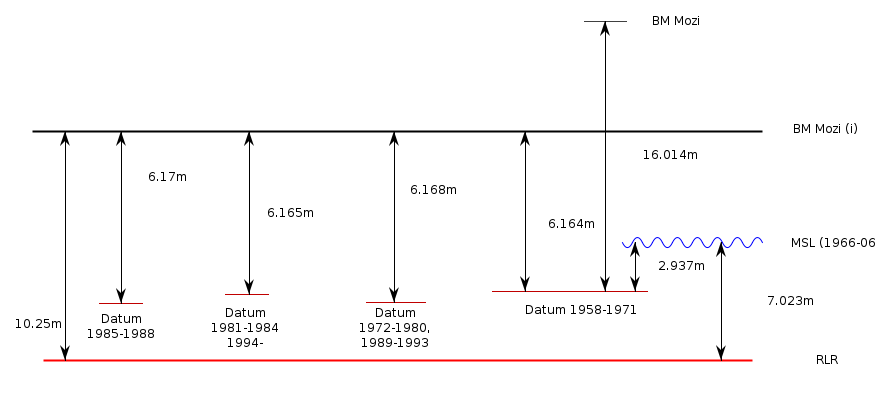 BM Mozi
BM Mozi (i)
16.014m
6.17m
6.168m
6.165m
6.164m
MSL (1966-06
2.937m
7.023m
10.25m
Datum
1985-1988
Datum
1981-1984
1994-
Datum
1972-1980,
1989-1993
Datum 1958-1971
RLR